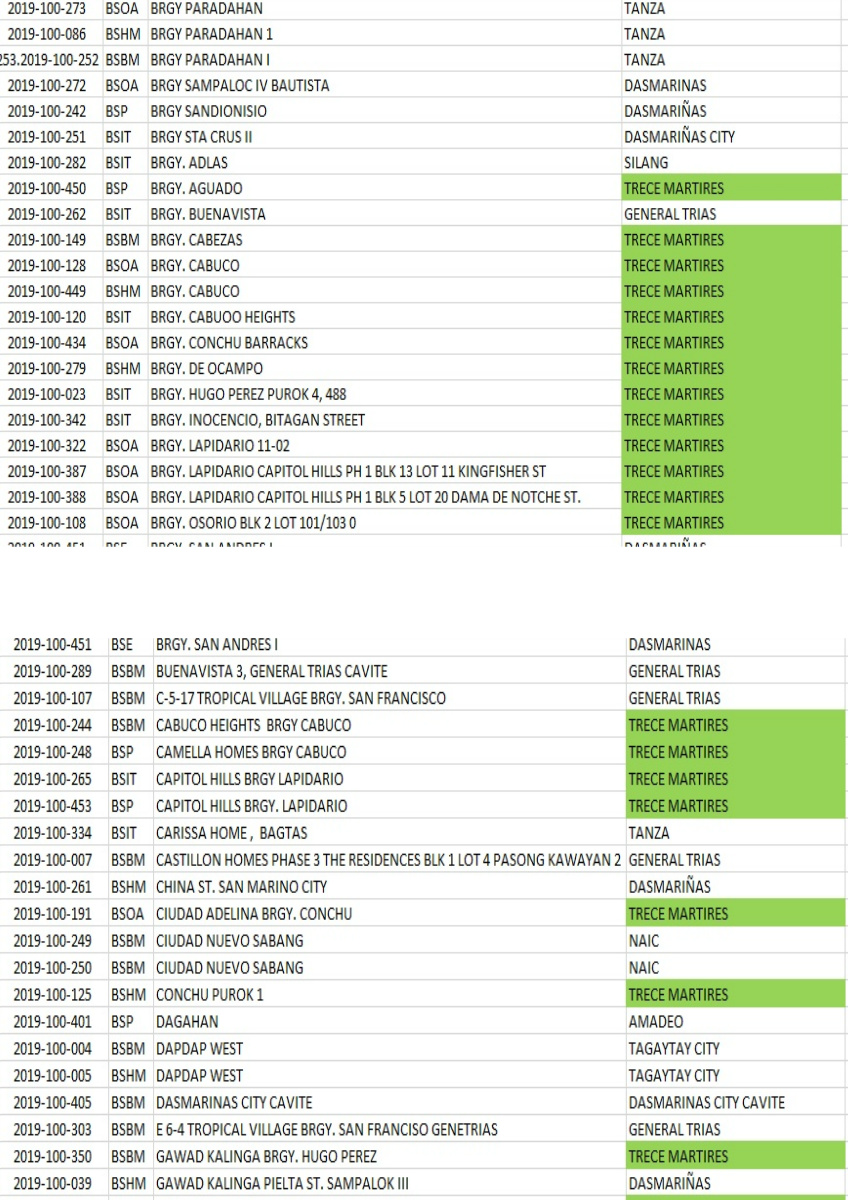 2019-100-273 BSOA BRGY PARADAHAN TANZA
2019-100-086 BSHM BRGY PARADAHAN 1 TANZA
253.2019-100-252 BSBM BRGY PARADAHAN I TANZA
2019-100-272 BSOA BRGY SAMPALOC IV BAUTISTA DASMARINAS
2019-100-242 BSP BRGY SANDIONISIO DASMARIÑAS
2019-100-251 BSIT BRGY STA CRUS II DASMARIÑAS CITY
2019-100-282 BSIT BRGY. ADLAS SILANG
2019-100-450 BSP BRGY. AGUADO TRECE MARTIRES
2019-100-262 BSIT BRGY. BUENAVISTA GENERAL TRIAS
2019-100-149 BSBM BRGY. CABEZAS TRECE MARTIRES
2019-100-128 BSOA BRGY. CABUCO TRECE MARTIRES
2019-100-449 BSHM BRGY. CABUCO TRECE MARTIRES
2019-100-120 BSIT BRGY. CABUOO HEIGHTS TRECE MARTIRES
2019-100-434 BSOA BRGY. CONCHU BARRACKS TRECE MARTIRES
2019-100-279 BSHM BRGY. DE OCAMPO TRECE MARTIRES
2019-100-023 BSIT BRGY. HUGO PEREZ PUROK 4, 488 TRECE MARTIRES
2019-100-342 BSIT BRGY. INOCENCIO, BITAGAN STREET TRECE MARTIRES
2019-100-322 BSOA BRGY. LAPIDARIO 11-02 TRECE MARTIRES
2019-100-387 BSOA BRGY. LAPIDARIO CAPITOL HILLS PH 1 BLK 13 LOT 11 KINGFISHER ST TRECE MARTIRES
2019-100-388 BSOA BRGY. LAPIDARIO CAPITOL HILLS PH 1 BLK 5 LOT 20 DAMA DE NOTCHE ST. TRECE MARTIRES
2019-100-108 BSOA BRGY. OSORIO BLK 2 LOT 101/103 0 TRECE MARTIRES
2019-100-451 BSE BRGY. SAN ANDRES I DASMARIÑAS
2019-100-451 BSE BRGY. SAN ANDRES I DASMARINAS
2019-100-289 BSBM BUENAVISTA 3, GENERAL TRIAS CAVITE GENERAL TRIAS
2019-100-107 BSBM C-5-17 TROPICAL VILLAGE BRGY. SAN FRANCISCO GENERAL TRIAS
2019-100-244 BSBM CABUCO HEIGHTS BRGY CABUCO TRECE MARTIRES
2019-100-248 BSP CAMELLA HOMES BRGY CABUCO TRECE MARTIRES
2019-100-265 BSIT CAPITOL HILLS BRGY LAPIDARIO TRECE MARTIRES
2019-100-453 BSP CAPITOL HILLS BRGY. LAPIDARIO TRECE MARTIRES
2019-100-334 BSIT CARISSA HOME , BAGTAS TANZA
2019-100-007 BSBM CASTILLON HOMES PHASE 3 THE RESIDENCES BLK 1 LOT 4 PASONG KAWAYAN 2 GENERAL TRIAS
2019-100-261 BSHM CHINA ST. SAN MARINO CITY DASMARIÑAS
2019-100-191 BSOA CIUDAD ADELINA BRGY. CONCHU TRECE MARTIRES
2019-100-249 BSBM CIUDAD NUEVO SABANG NAIC
2019-100-250 BSBM CIUDAD NUEVO SABANG NAIC
2019-100-125 BSHM CONCHU PUROK 1 TRECE MARTIRES
2019-100-401 BSP DAGAHAN AMADEO
2019-100-004 BSBM DAPDAP WEST TAGAYTAY CITY
2019-100-005 BSHM DAPDAP WEST TAGAYTAY CITY
2019-100-405 BSBM DASMARINAS CITY CAVITE DASMARINAS CITY CAVITE
2019-100-303 BSBM E 6-4 TROPICAL VILLAGE BRGY. SAN FRANCISO GENETRIAS GENERAL TRIAS
2019-100-350 BSBM GAWAD KALINGA BRGY. HUGO PEREZ TRECE MARTIRES
2019-100-039 BSHM GAWAD KALINGA PIELTA ST. SAMPALOK III DASMARIÑAS